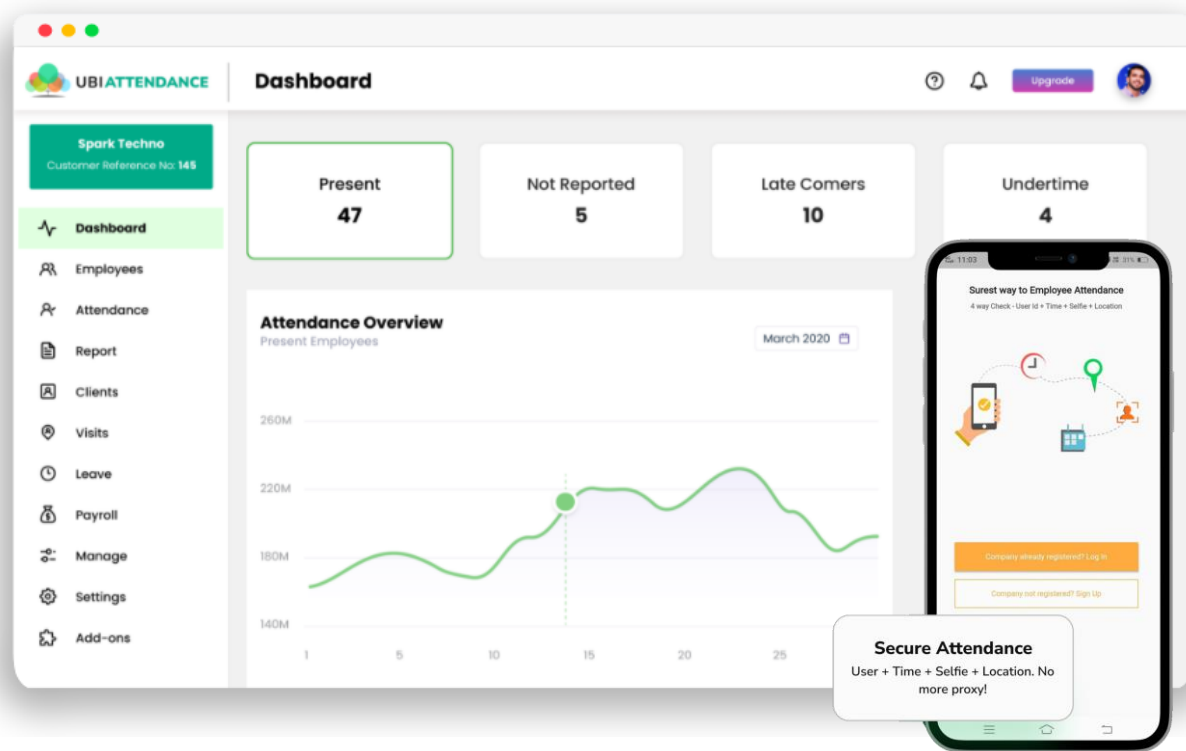 UBIATTENDANCE
Dashboard
Upgrade
Spark Techno
Customer Reference No: 145
Dashboard
Employees
Attendance
Report
Clients
Visits
Leave
Payroll
Manage
Settings
Add-ons
Present
47
Not Reported
5
Late Comers
10
Undertime
4
Attendance Overview
Present Employees
March 2020
260M
220M
180M
140M
1 5 10 15 20 25
11:03
31%
Surest way to Employee Attendance
4 way Check - User Id + Time + Selfie + Location
Company already registered? Log In
Company not registered? Sign Up
Secure Attendance
User + Time + Selfie + Location. No
more proxy!